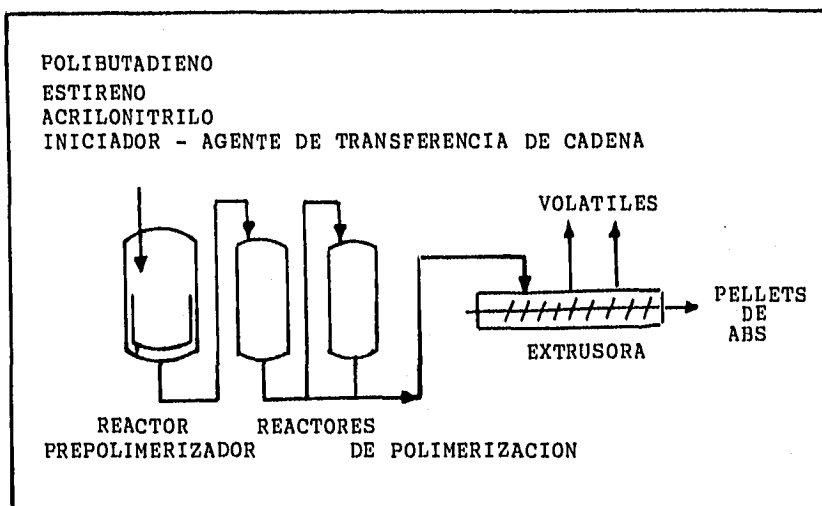 POLIBUTADIENO
ESTIRENO
ACRILONITRILO
INICIADOR - AGENTE DE TRANSFERENCIA DE CADENA
VOLATILES
PELLETS
DE
ABS
EXTRUSORA
REACTOR
PREPOLIMERIZADOR
REACTORES
DE POLIMERIZACION